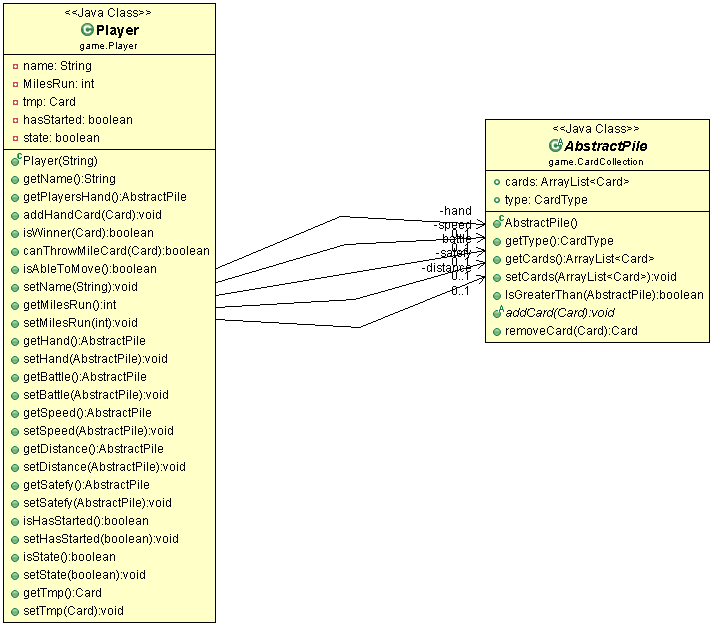 <<Java Class>>
Player
game.Player
name: String
MilesRun: int
tmp: Card
hasStarted: boolean
state: boolean
Player(String)
getName():String
getPlayersHand():AbstractPile
addHandCard(Card):void
isWinner(Card):boolean
canThrowMileCard(Card):boolean
isAbleToMove():boolean
setName(String):void
getMilesRun():int
setMilesRun(int):void
getHand():AbstractPile
setHand(AbstractPile):void
getBattle():AbstractPile
setBattle(AbstractPile):void
getSpeed():AbstractPile
setSpeed(AbstractPile):void
getDistance():AbstractPile
setDistance(AbstractPile):void
getSatefy():AbstractPile
setSatefy(AbstractPile):void
isHasStarted():boolean
setHasStarted(boolean):void
isState():boolean
setState(boolean):void
getTmp():Card
setTmp(Card):void
-hand
-speed
0..1
-battle
0..1
-satefy
0..1
-distance
0..1
0..1
<<Java Class>>
AbstractPile
game.CardCollection
cards: ArrayList<Card>
type: CardType
AbstractPile()
getType():CardType
getCards():ArrayList<Card>
setCards(ArrayList<Card>):void
IsGreaterThan(AbstractPile):boolean
addCard(Card):void
removeCard(Card):Card